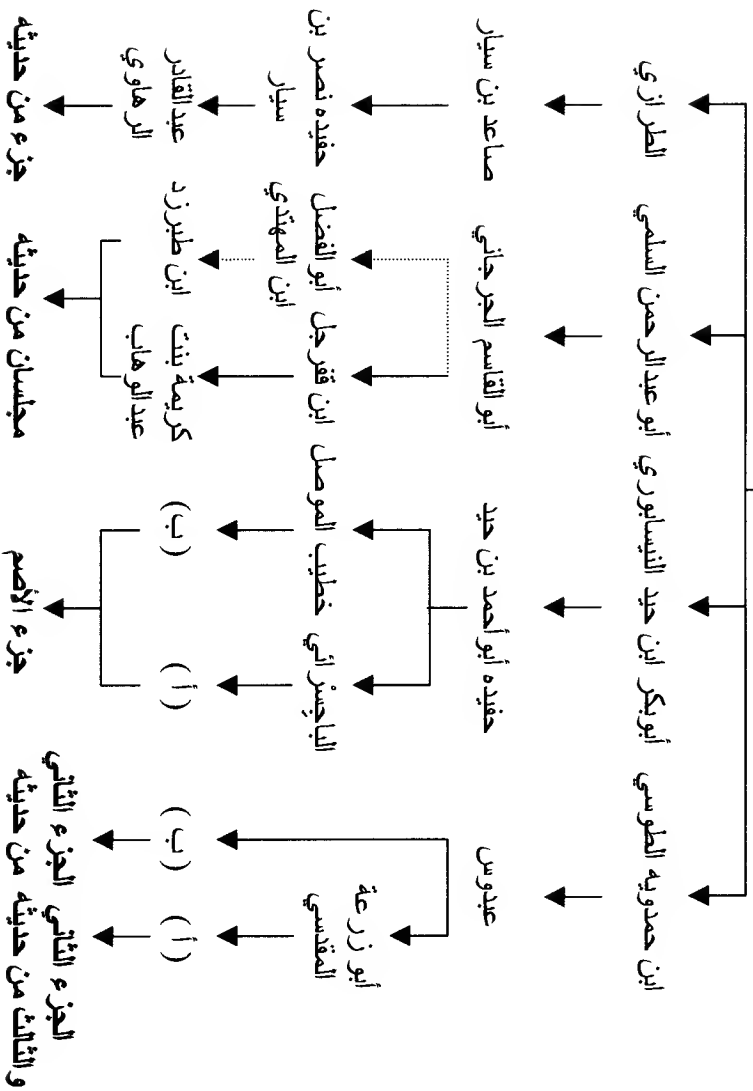 ابن حمدويه الطوسي
أبوبكر ابن حيد النيسابوري
أبو عبدالرحمن السلمي
الطرازي
عبدوس
حفيده أبو أحمد بن حيد
أبو القاسم الجرجاني
صاعد بن سيار
أبو زرعة
المقدسي
الباجِسْرائي
خطيب الموصل
ابن قفرجل
أبو الفضل
ابن المهتدي
حفيده نصر بن
سيار
(أ)
(ب)
(أ)
(ب)
كريمة بنت
عبدالوهاب
ابن طبرزد
عبدالقادر
الرهاوي
الجزء الثاني
والثالث من حديثه
الجزء الثاني
من حديثه
جزء الأصم
مجلسان من حديثه
جزء من حديثه